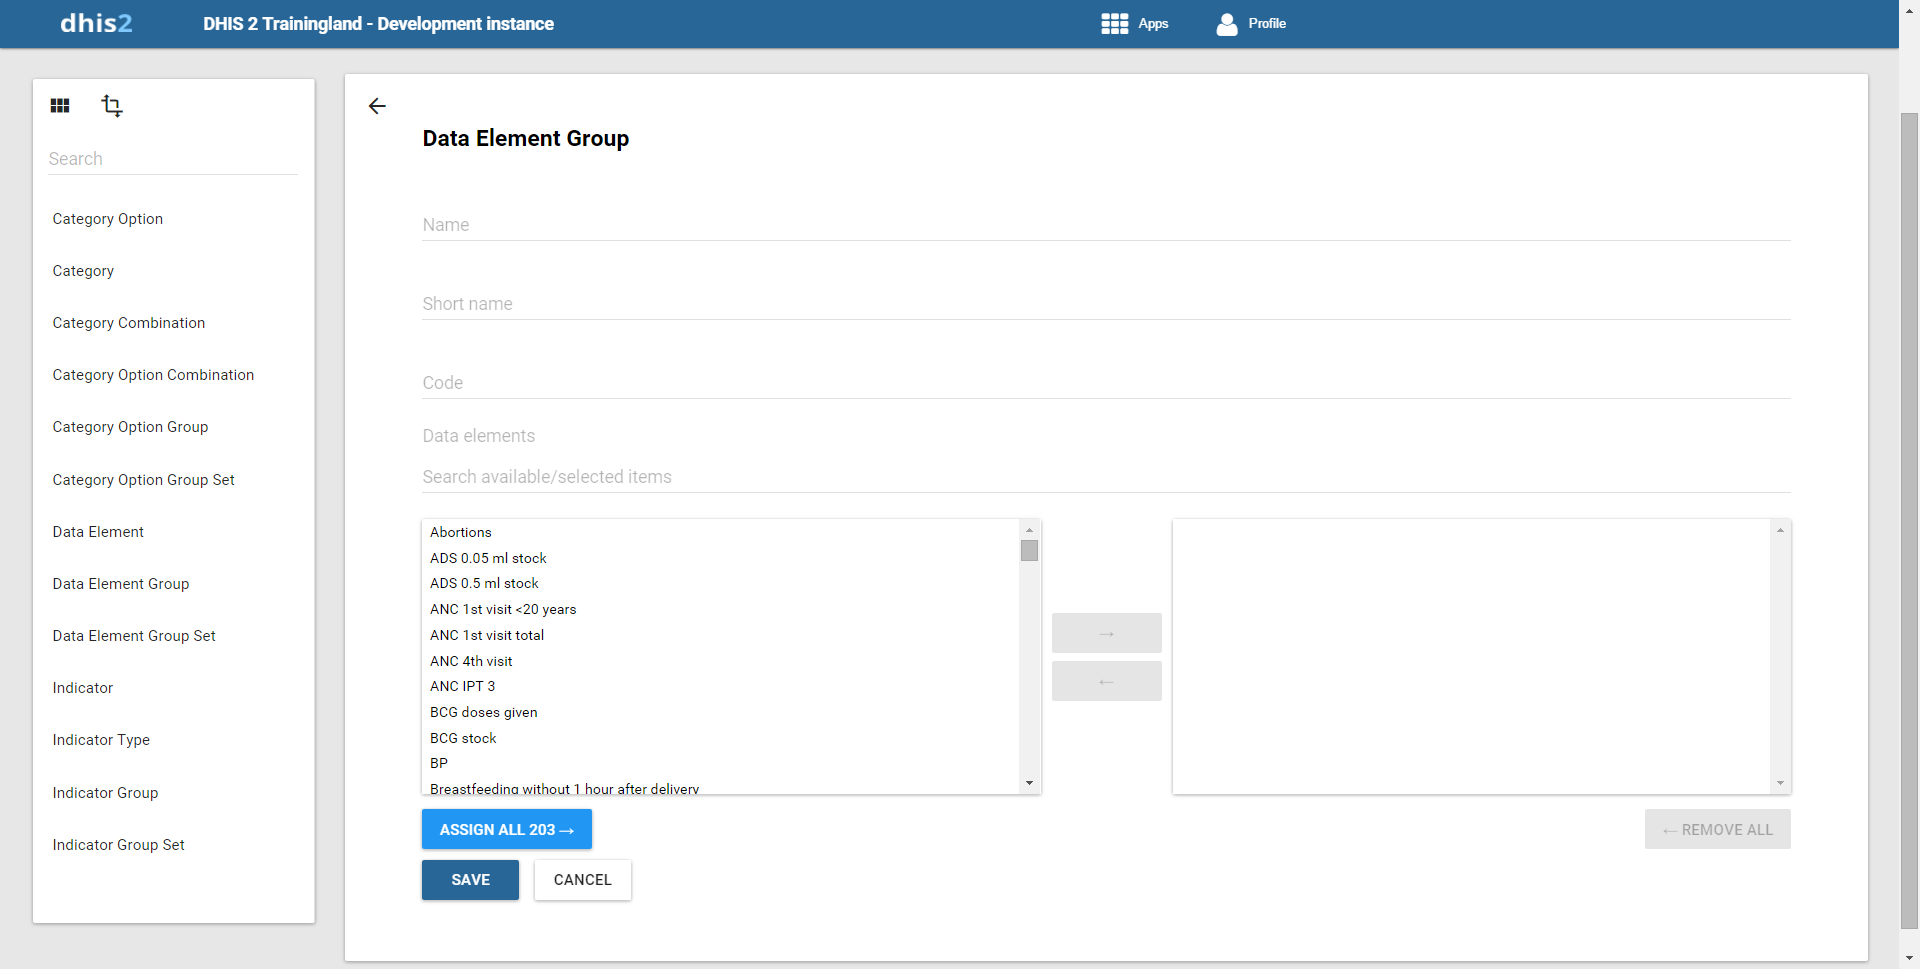 dhis2
DHIS 2 Trainingland - Development instance
Apps
Profile
Search
Category Option
Category
Category Combination
Category Option Combination
Category Option Group
Category Option Group Set
Data Element
Data Element Group
Data Element Group Set
Indicator
Indicator Type
Indicator Group
Indicator Group Set
Data Element Group
Name
Short name
Code
Data elements
Search available/selected items
Abortions
ADS 0.05 ml stock
ADS 0.5 ml stock
ANC 1st visit <20 years
ANC 1st visit total
ANC 4th visit
ANC IPT 3
BCG doses given
BCG stock
BP
Breastfeeding without 1 hour after delivery
→
←
ASSIGN ALL 203 →
← REMOVE ALL
SAVE
CANCEL